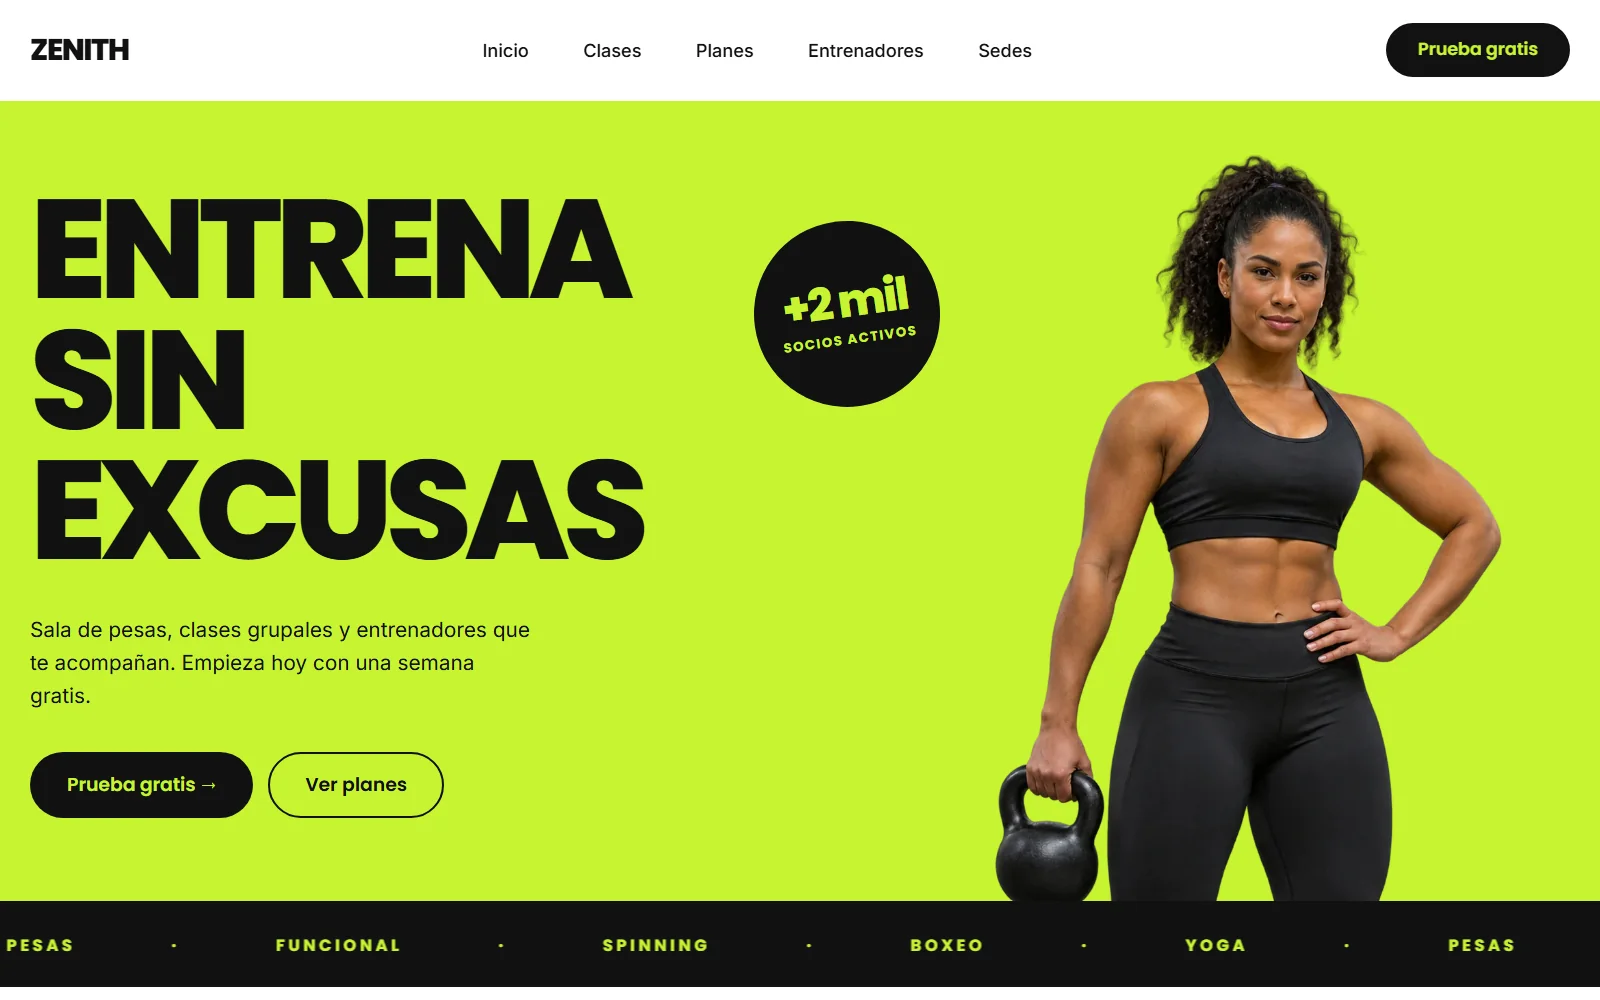 ZENITH
Inicio
Clases
Planes
Entrenadores
Sedes
Prueba gratis
ENTRENA
SIN
EXCUSAS
+2 mil
SOCIOS ACTIVOS
Sala de pesas, clases grupales y entrenadores que
te acompañan. Empieza hoy con una semana
gratis.
Prueba gratis →
Ver planes
PESAS · FUNCIONAL · SPINNING · BOXEO · YOGA · PESAS